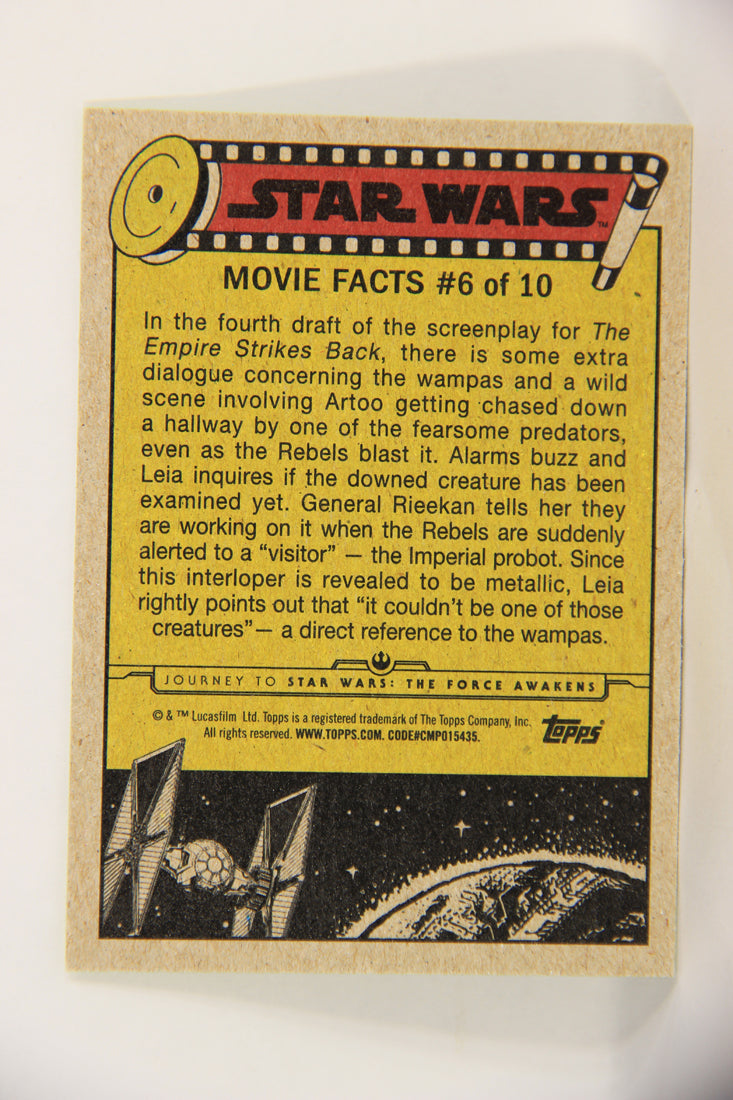 STAR WARS™
MOVIE FACTS #6 of 10
In the fourth draft of the screenplay for The
Empire Strikes Back, there is some extra
dialogue concerning the wampas and a wild
scene involving Artoo getting chased down
a hallway by one of the fearsome predators,
even as the Rebels blast it. Alarms buzz and
Leia inquires if the downed creature has been
examined yet. General Rieekan tells her they
are working on it when the Rebels are suddenly
alerted to a “visitor” — the Imperial probot. Since
this interloper is revealed to be metallic, Leia
rightly points out that “it couldn’t be one of those
creatures”— a direct reference to the wampas.
JOURNEY TO STAR WARS: THE FORCE AWAKENS
© & ™ Lucasfilm Ltd. Topps is a registered trademark of The Topps Company, Inc.
All rights reserved. WWW.TOPPS.COM. CODE#CMP015435.
topps